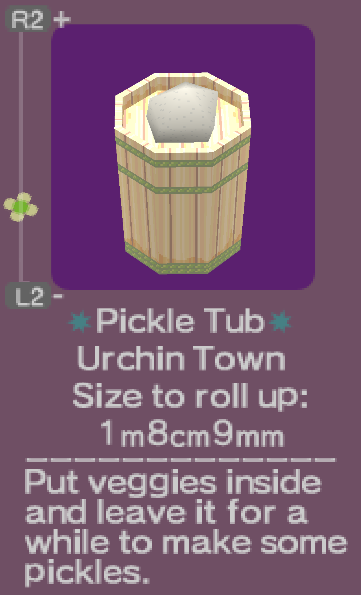 R2 +
L2 -
Pickle Tub
Urchin Town
Size to roll up:
1m8cm9mm
Put veggies inside
and leave it for a
while to make some
pickles.